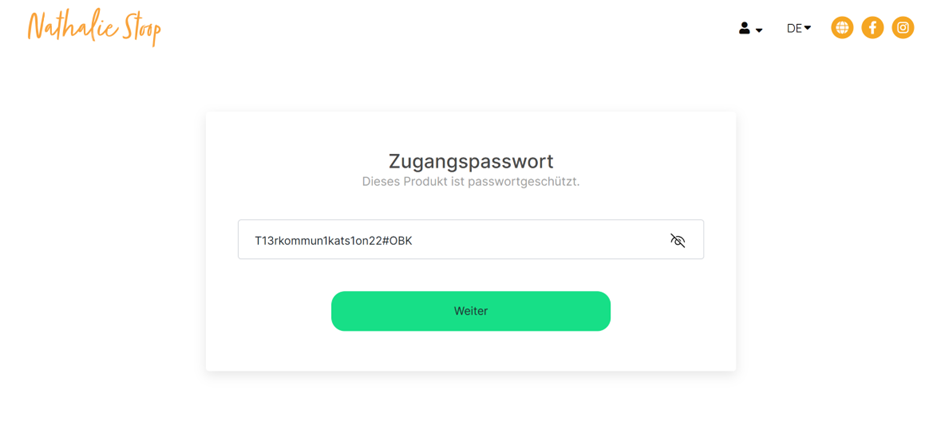 Nathalie Stoop
DE
Zugangspasswort
Dieses Produkt ist passwortgeschützt.
T13rkommun1kats1on22#OBK
Weiter